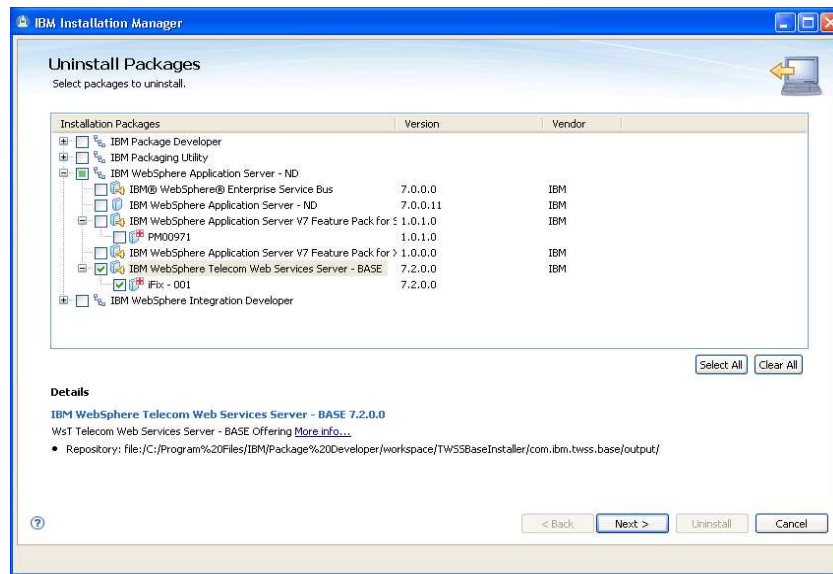 IBM Installation Manager
Uninstall Packages
Select packages to uninstall.
Installation Packages Version Vendor
IBM Package Developer
IBM Packaging Utility
IBM WebSphere Application Server - ND
IBM® WebSphere® Enterprise Service Bus 7.0.0.0 IBM
IBM WebSphere Application Server - ND 7.0.0.11 IBM
IBM WebSphere Application Server V7 Feature Pack for S 1.0.1.0 IBM
PM00971 1.0.1.0
IBM WebSphere Application Server V7 Feature Pack for X 1.0.0.0 IBM
IBM WebSphere Telecom Web Services Server - BASE 7.2.0.0 IBM
iFix - 001 7.2.0.0
IBM WebSphere Integration Developer
Select All Clear All
Details
IBM WebSphere Telecom Web Services Server - BASE 7.2.0.0
WsT Telecom Web Services Server - BASE Offering More info...
• Repository: file:/C:/Program%20Files/IBM/Package%20Developer/workspace/TWSSBaseInstaller/com.ibm.twss.base/output/
? < Back Next > Uninstall Cancel